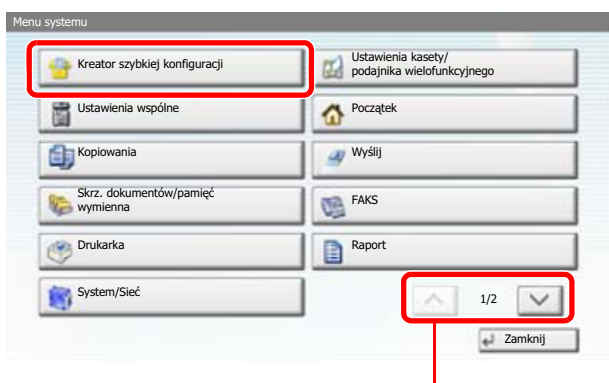 Menu systemu
Kreator szybkiej konfiguracji
Ustawienia kasety/
podajnika wielofunkcyjnego
Ustawienia wspólne
Początek
Kopiowania
Wyślij
Skrz. dokumentów/pamięć
wymienna
FAKS
Drukarka
Raport
System/Sieć
1/2
Zamknij